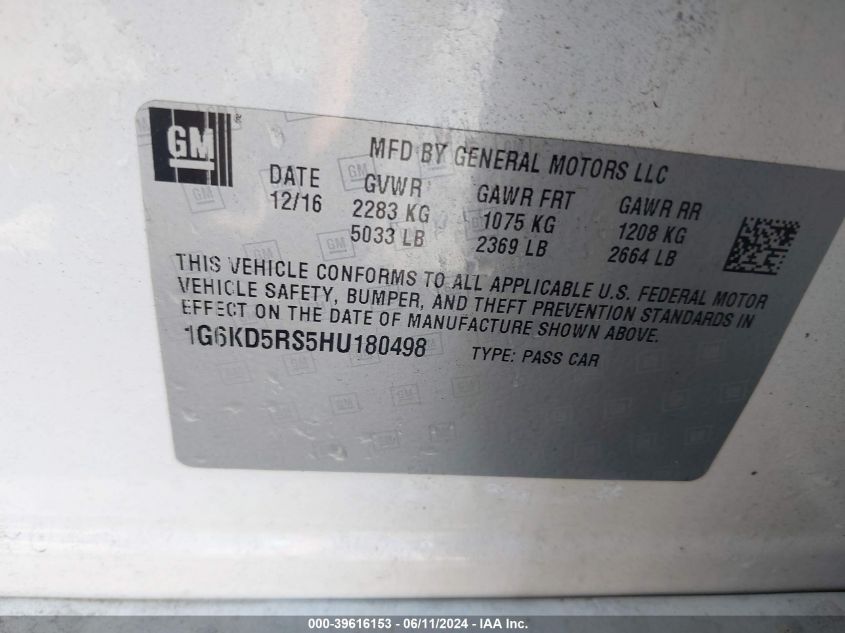 GM®
MFD BY GENERAL MOTORS LLC
DATE GVWR GAWR FRT GAWR RR
12/16 2283 KG 1075 KG 1208 KG
5033 LB 2369 LB 2664 LB
THIS VEHICLE CONFORMS TO ALL APPLICABLE U.S. FEDERAL MOTOR
VEHICLE SAFETY, BUMPER, AND THEFT PREVENTION STANDARDS IN
EFFECT ON THE DATE OF MANUFACTURE SHOWN ABOVE.
1G6KD5RS5HU180498 TYPE: PASS CAR
000-39616153 - 06/11/2024 - IAA Inc.